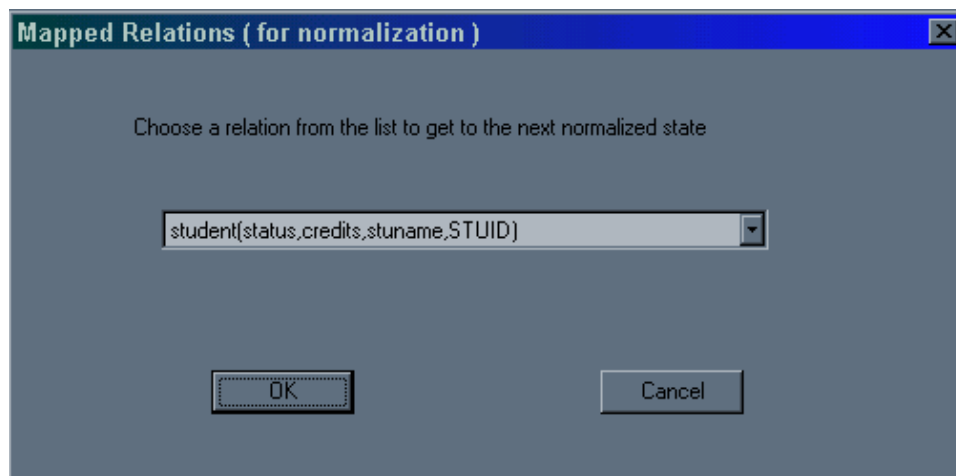 Mapped Relations ( for normalization )
Choose a relation from the list to get to the next normalized state
student(status,credits,stuname,STUID)
OK
Cancel